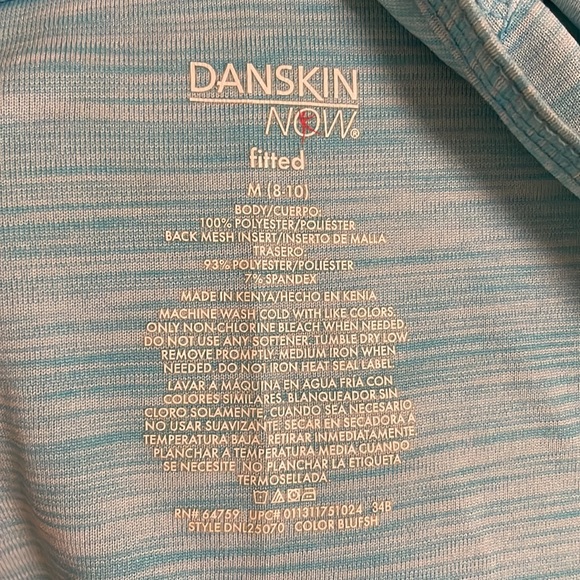 DANSKIN
NOW®
fitted
M (8-10)
BODY/CUERPO:
100% POLYESTER/POLIÉSTER
BACK MESH INSERT/INSERTO DE MALLA
TRASERO:
93% POLYESTER/POLIÉSTER
7% SPANDEX
MADE IN KENYA/HECHO EN KENIA
MACHINE WASH COLD WITH LIKE COLORS.
ONLY NON-CHLORINE BLEACH WHEN NEEDED.
DO NOT USE ANY SOFTENER. TUMBLE DRY LOW.
REMOVE PROMPTLY. MEDIUM IRON WHEN
NEEDED. DO NOT IRON HEAT SEAL LABEL.
LAVAR A MÁQUINA EN AGUA FRÍA CON
COLORES SIMILARES. BLANQUEADOR SIN
CLORO SOLAMENTE, CUANDO SEA NECESARIO
NO USAR SUAVIZANTE. SECAR EN SECADORA A
TEMPERATURA BAJA. RETIRAR INMEDIATAMENTE.
PLANCHAR A TEMPERATURA MEDIA CUANDO
SE NECESITE. NO PLANCHAR LA ETIQUETA
TERMOSELLADA
RN# 64759 UPC# 011311751024 34B
STYLE DNL25070 COLOR BLUFSH